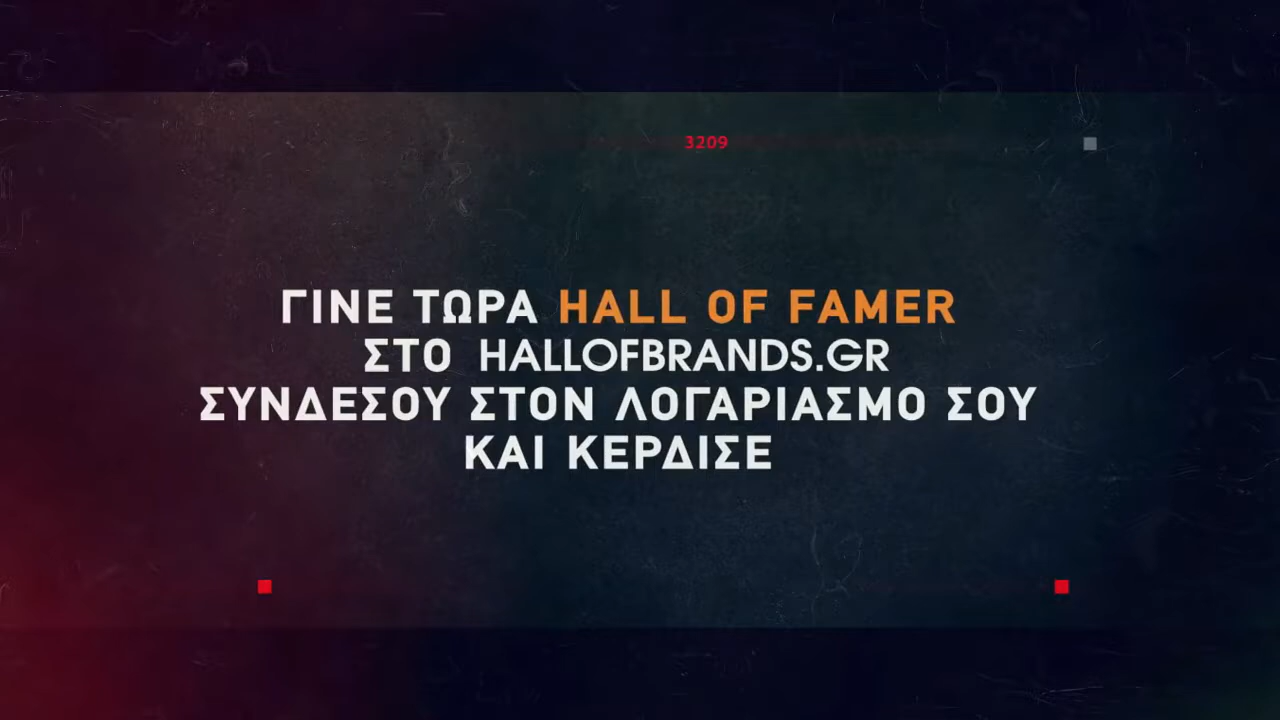 3209
ΓΙΝΕ ΤΩΡΑ HALL OF FAMER
ΣΤΟ HALLOFBRANDS.GR
ΣΥΝΔΕΣΟΥ ΣΤΟΝ ΛΟΓΑΡΙΑΣΜΟ ΣΟΥ
ΚΑΙ ΚΕΡΔΙΣΕ